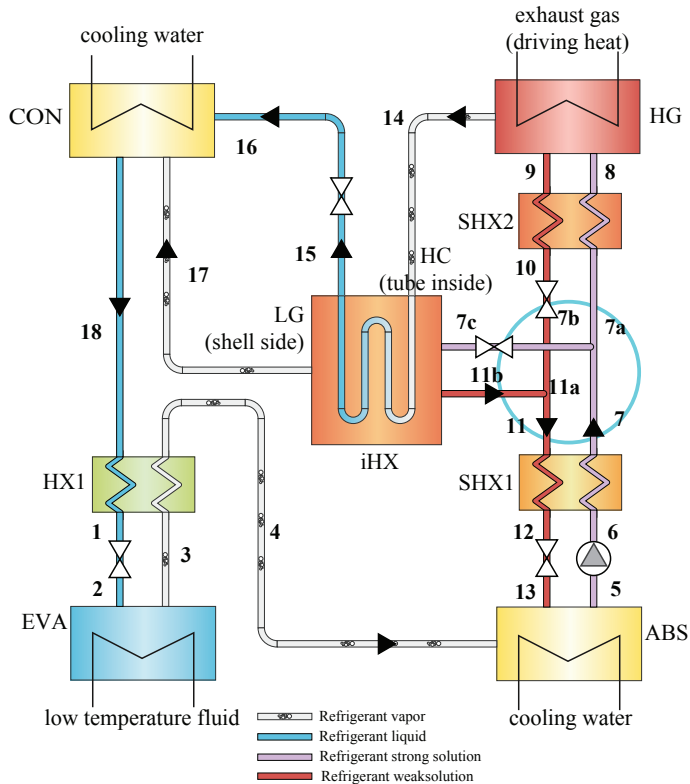 exhaust gas
(driving heat)
cooling water
CON
HG
14
16
9
8
SHX2
10
HC
(tube inside)
15
17
LG
(shell side)
7c
7b
7a
18
11b
11a
11
7
iHX
HX1
SHX1
1
3
4
12
6
2
13
5
EVA
ABS
low temperature fluid
cooling water
Refrigerant vapor
Refrigerant liquid
Refrigerant strong solution
Refrigerant weaksolution